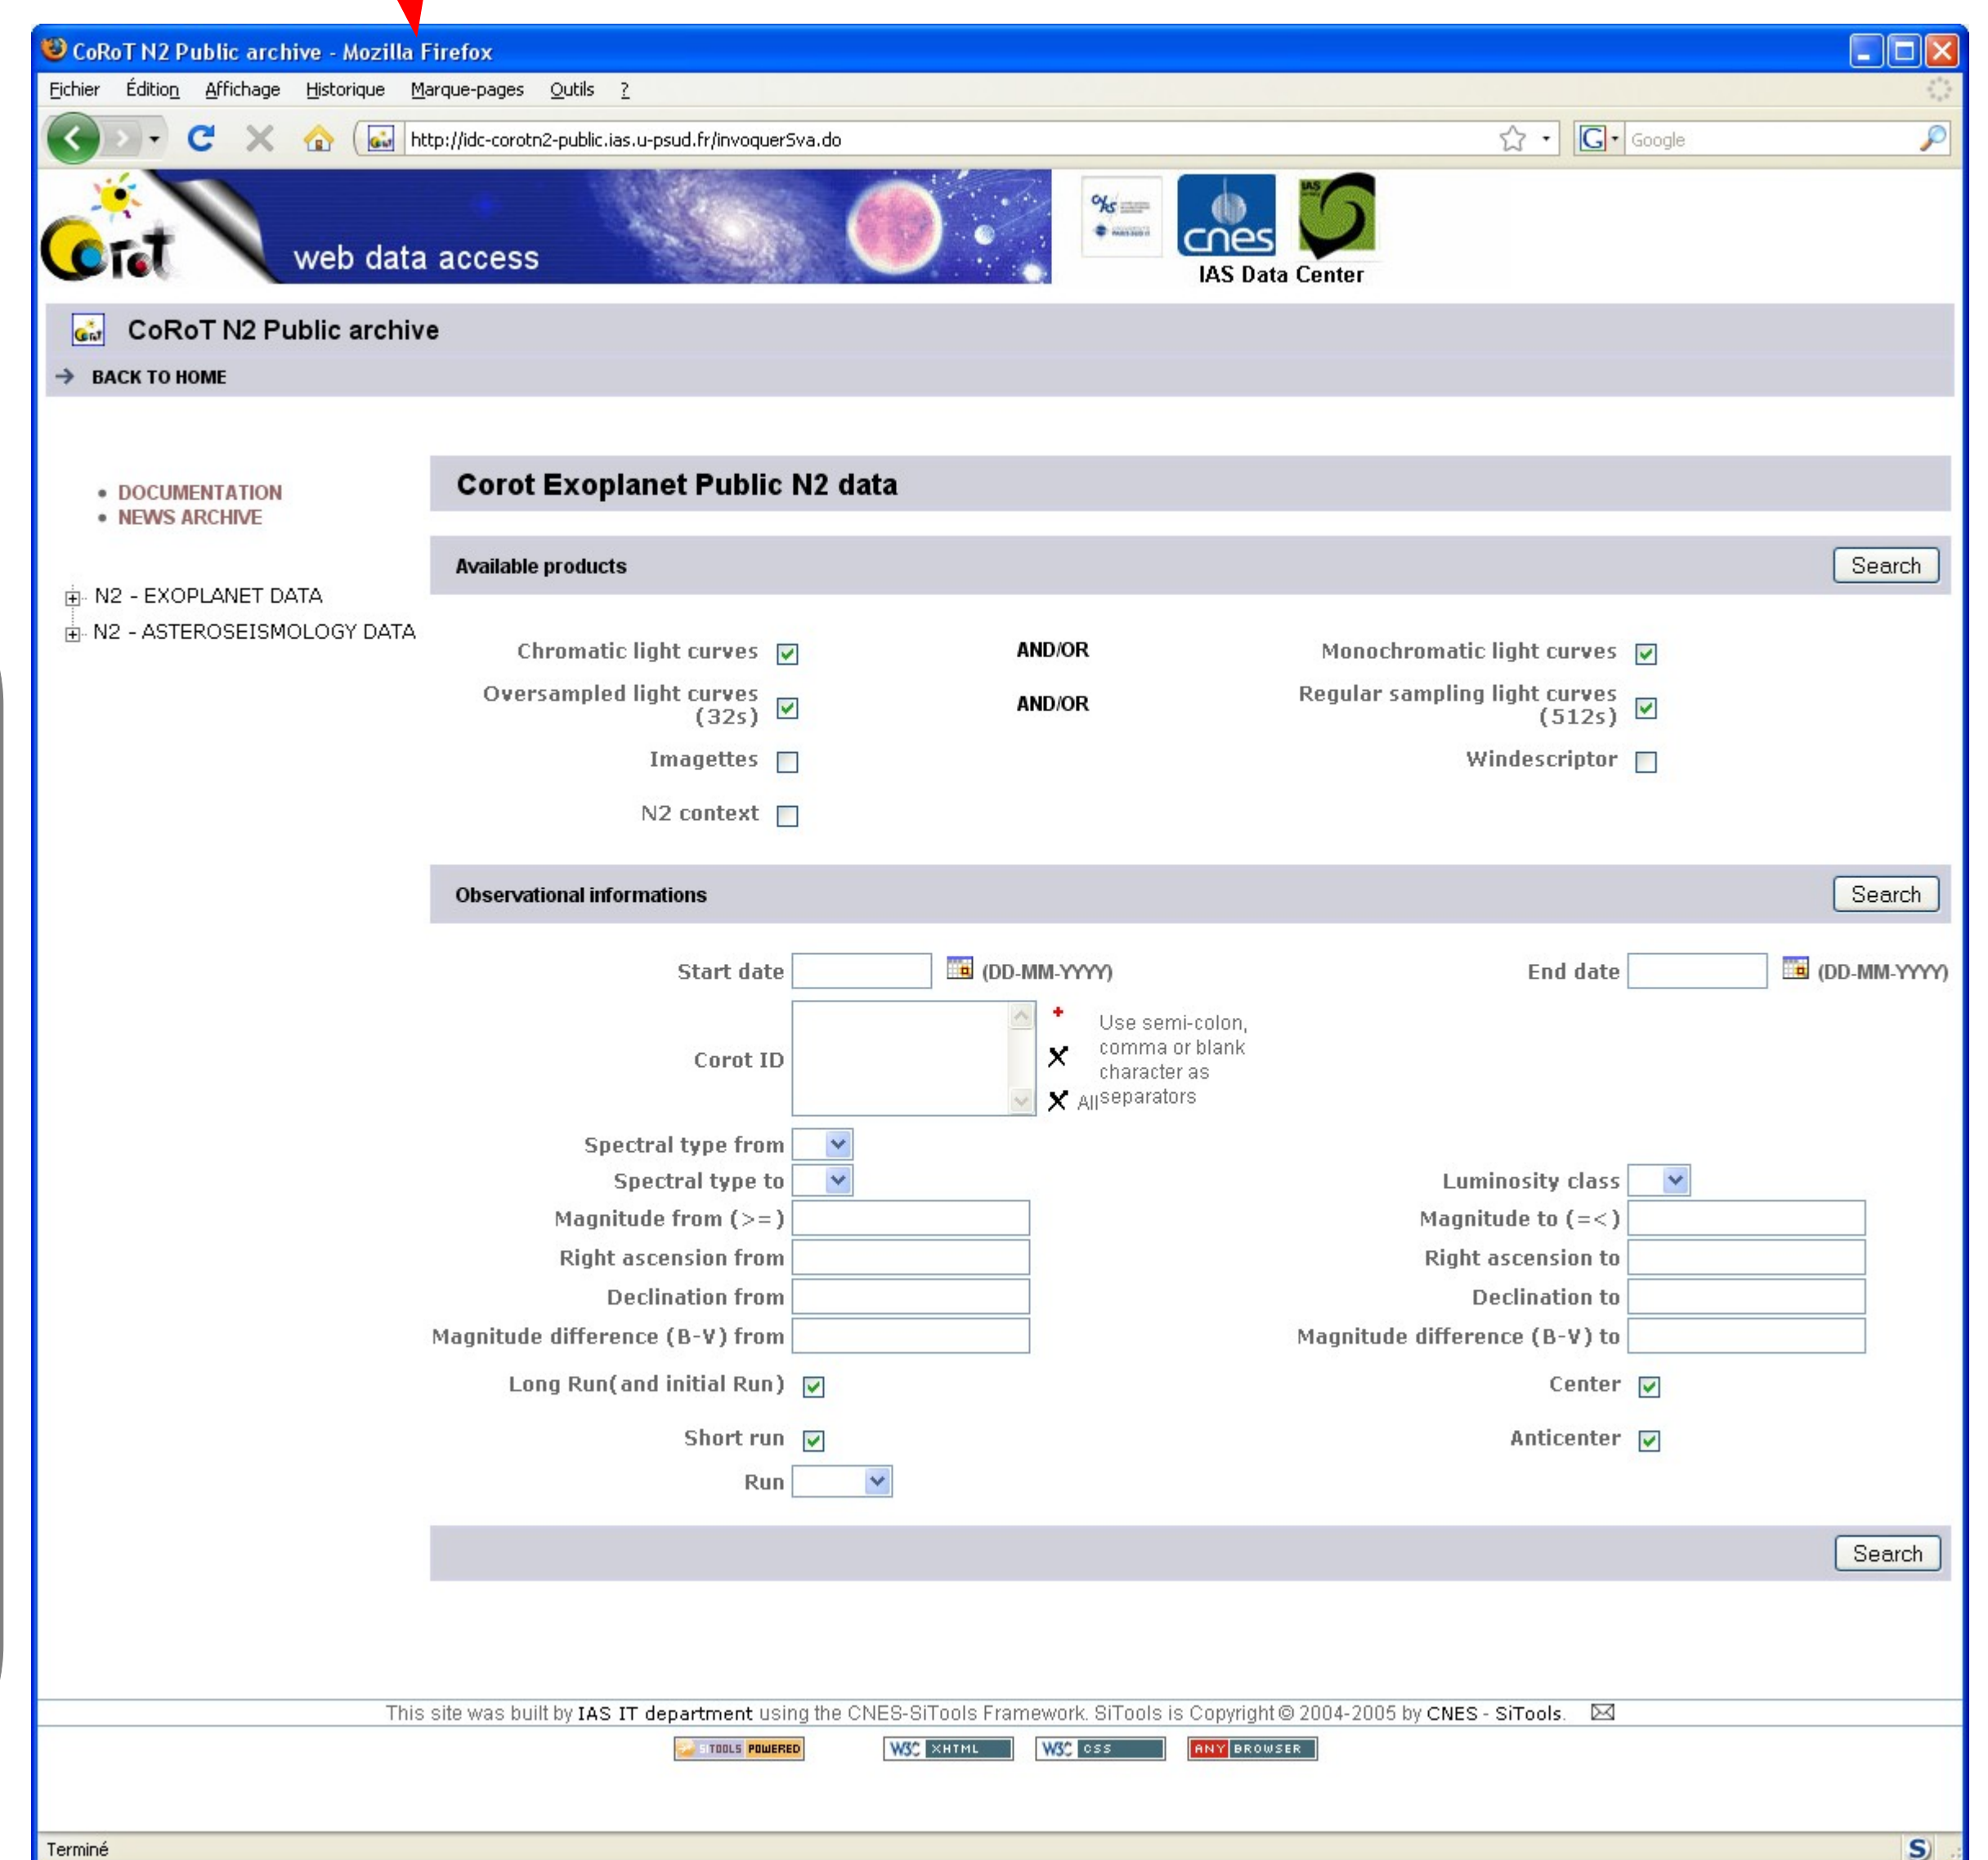 CoRoT N2 Public archive - Mozilla Firefox
Fichier Édition Affichage Historique Marque-pages Outils ?
http://idc-corotn2-public.ias.u-psud.fr/invoquerSva.do
G Google
Corot
web data access
cnes
IAS
IAS Data Center
CoRoT N2 Public archive
BACK TO HOME
DOCUMENTATION
NEWS ARCHIVE
N2 - EXOPLANET DATA
N2 - ASTEROSEISMOLOGY DATA
Corot Exoplanet Public N2 data
Available products Search
Chromatic light curves AND/OR Monochromatic light curves
Oversampled light curves (32s) AND/OR Regular sampling light curves (512s)
Imagettes Windescriptor
N2 context
Observational informations Search
Start date (DD-MM-YYYY) End date (DD-MM-YYYY)
Corot ID
Use semi-colon,
comma or blank
character as
All separators
Spectral type from
Spectral type to Luminosity class
Magnitude from (>=) Magnitude to (=<)
Right ascension from Right ascension to
Declination from Declination to
Magnitude difference (B-V) from Magnitude difference (B-V) to
Long Run(and initial Run) Center
Short run Anticenter
Run
Search
This site was built by IAS IT department using the CNES-SiTools Framework. SiTools is Copyright © 2004-2005 by CNES - SiTools.
SITOOLS POWERED W3C XHTML W3C CSS ANY BROWSER
Terminé S